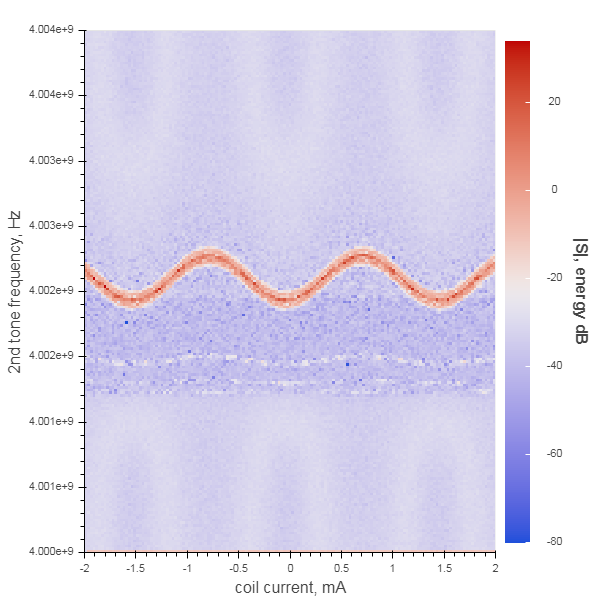 4.004e+9
4.004e+9
4.003e+9
4.003e+9
4.002e+9
4.002e+9
4.001e+9
4.001e+9
4.000e+9
2nd tone frequency, Hz
-2 -1.5 -1 -0.5 0 0.5 1 1.5 2
coil current, mA
20
0
-20
-40
-60
-80
|S|, energy dB